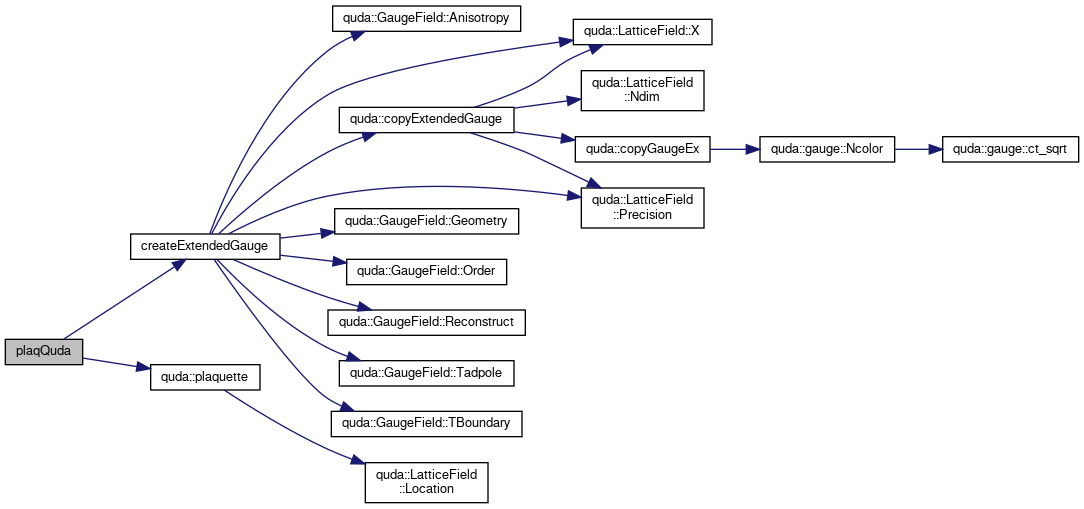 quda::GaugeField::Anisotropy
quda::LatticeField::X
quda::LatticeField
::Ndim
quda::copyExtendedGauge
quda::copyGaugeEx
quda::gauge::Ncolor
quda::gauge::ct_sqrt
quda::LatticeField
::Precision
quda::GaugeField::Geometry
createExtendedGauge
quda::GaugeField::Order
quda::GaugeField::Reconstruct
plaqQuda
quda::plaquette
quda::GaugeField::Tadpole
quda::GaugeField::TBoundary
quda::LatticeField
::Location